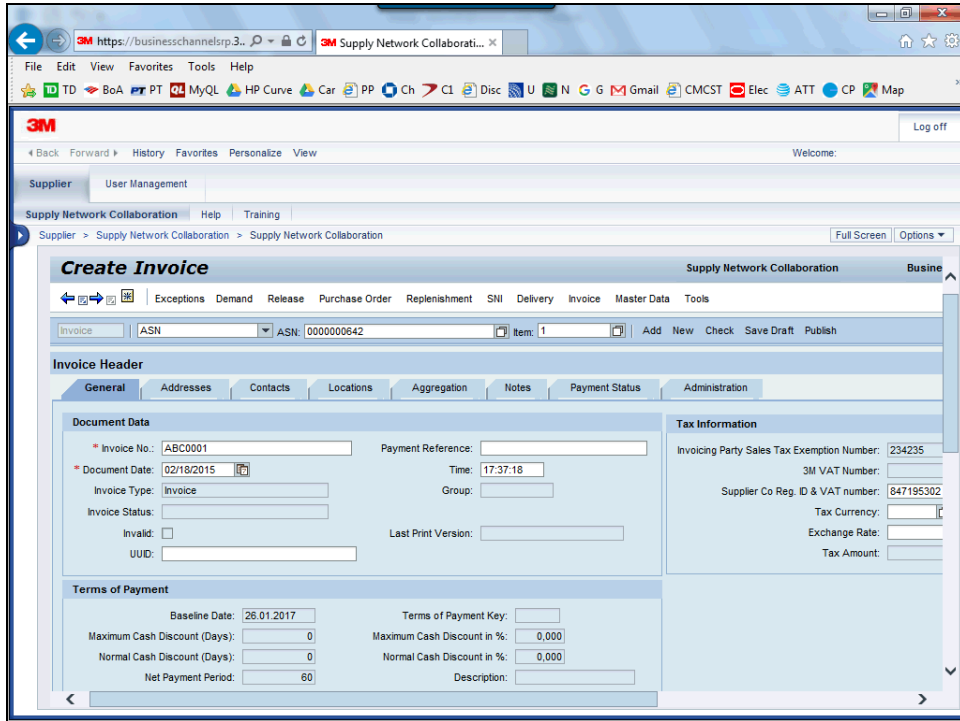 3M https://businesschannelsrp.3.. 3M Supply Network Collaborati... ×
File Edit View Favorites Tools Help
TD TD BoA PT PT QL MyQL HP Curve Car PP Ch C1 Disc U N G G Gmail CMCST Elec ATT CP Map
3M Log off
Back Forward History Favorites Personalize View Welcome:
Supplier User Management
Supply Network Collaboration Help Training
Supplier > Supply Network Collaboration > Supply Network Collaboration Full Screen Options
Create Invoice Supply Network Collaboration Busine
Exceptions Demand Release Purchase Order Replenishment SNI Delivery Invoice Master Data Tools
Invoice ASN ASN: 0000000642 Item: 1 Add New Check Save Draft Publish
Invoice Header
General Addresses Contacts Locations Aggregation Notes Payment Status Administration
Document Data Tax Information
* Invoice No.: ABC0001 Payment Reference: Invoicing Party Sales Tax Exemption Number: 234235
* Document Date: 02/18/2015 Time: 17:37:18 3M VAT Number:
Invoice Type: Invoice Group: Supplier Co Reg. ID & VAT number: 847195302
Invoice Status: Tax Currency:
Invalid: Last Print Version: Exchange Rate:
UUID: Tax Amount:
Terms of Payment
Baseline Date: 26.01.2017 Terms of Payment Key:
Maximum Cash Discount (Days): 0 Maximum Cash Discount in %: 0,000
Normal Cash Discount (Days): 0 Normal Cash Discount in %: 0,000
Net Payment Period: 60 Description: